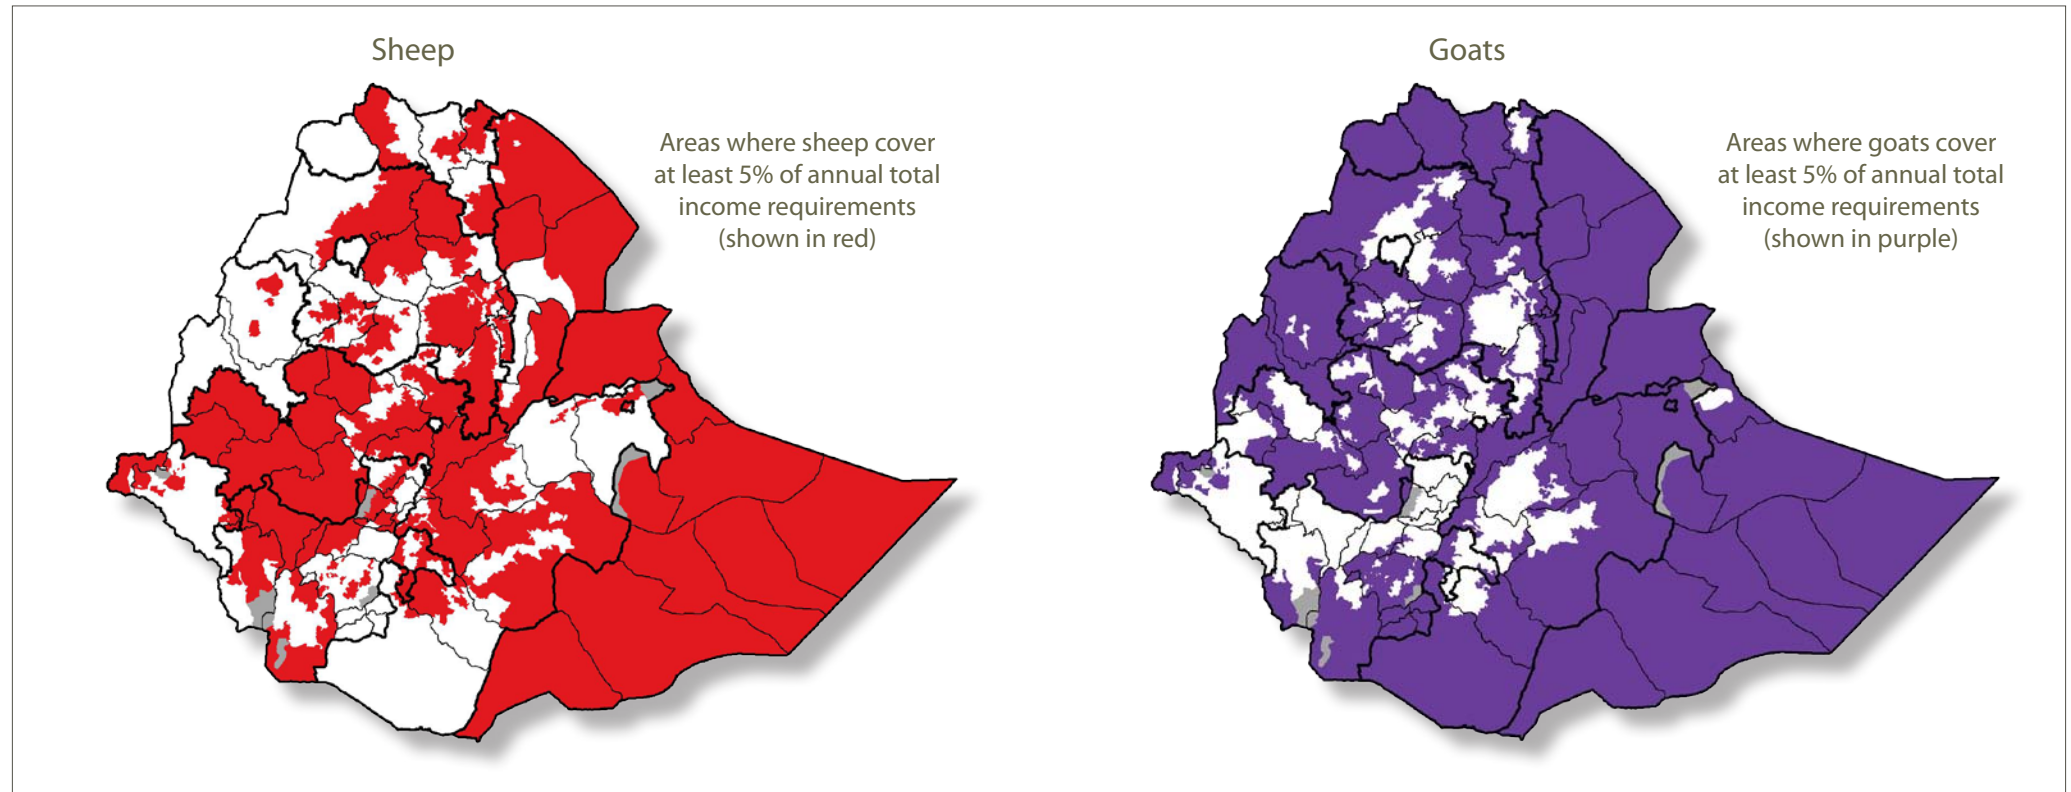 Sheep
Areas where sheep cover
at least 5% of annual total
income requirements
(shown in red)
Goats
Areas where goats cover
at least 5% of annual total
income requirements
(shown in purple)